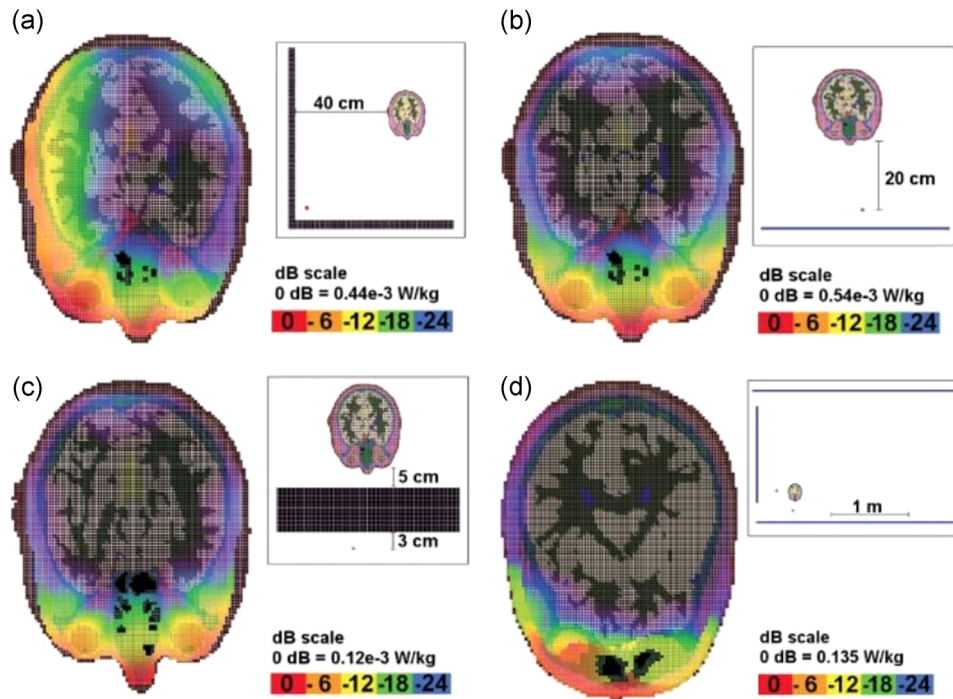 (a)
40 cm
dB scale
0 dB = 0.44e-3 W/kg
0 - 6 -12 -18 -24
(b)
20 cm
dB scale
0 dB = 0.54e-3 W/kg
0 - 6 -12 -18 -24
(c)
5 cm
3 cm
dB scale
0 dB = 0.12e-3 W/kg
0 - 6 -12 -18 -24
(d)
1 m
dB scale
0 dB = 0.135 W/kg
0 - 6 -12 -18 -24